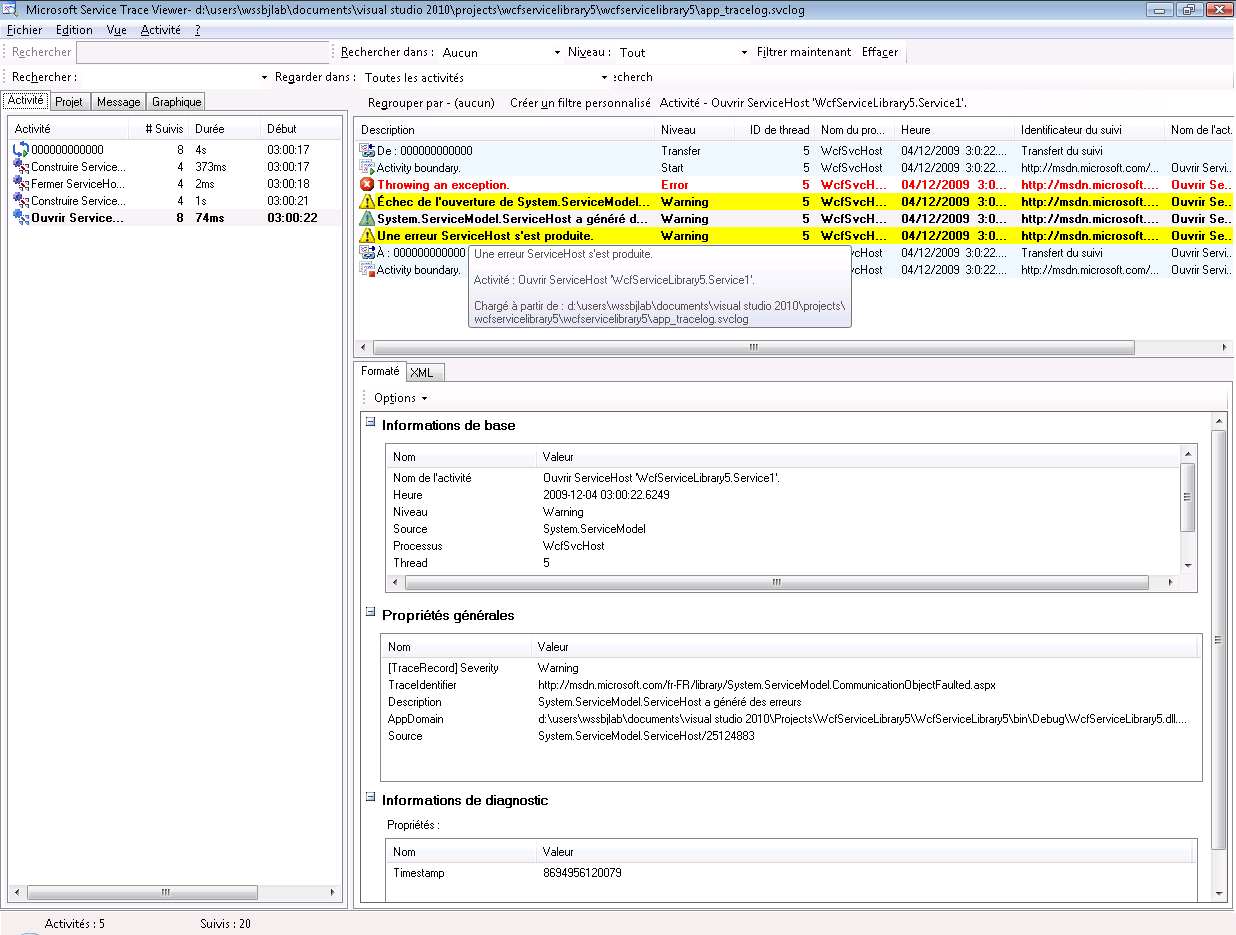 Microsoft Service Trace Viewer- d:\users\wssbjlab\documents\visual studio 2010\projects\wcfservicelibrary5\wcfservicelibrary5\app_tracelog.svclog
Fichier Edition Vue Activité ?
Rechercher Rechercher dans : Aucun Niveau : Tout Filtrer maintenant Effacer
Rechercher : Regarder dans : Toutes les activités echerch
Activité Projet Message Graphique
Regrouper par - (aucun) Créer un filtre personnalisé Activité - Ouvrir ServiceHost 'WcfServiceLibrary5.Service1'.
Activité # Suivis Durée Début
000000000000 8 4s 03:00:17
Construire Service... 4 373ms 03:00:17
Fermer ServiceHo... 4 2ms 03:00:18
Construire Service... 4 1s 03:00:21
Ouvrir Service... 8 74ms 03:00:22
Description Niveau ID de thread Nom du pro... Heure Identificateur du suivi Nom de l'act.
De : 000000000000 Transfer 5 WcfSvcHost 04/12/2009 3:0:22.... Transfert du suivi
Activity boundary. Start 5 WcfSvcHost 04/12/2009 3:0:22.... http://msdn.microsoft.com/... Ouvrir Servi..
Throwing an exception. Error 5 WcfSvcH... 04/12/2009 3:0... http://msdn.microsoft.... Ouvrir Se..
Échec de l'ouverture de System.ServiceModel... Warning 5 WcfSvcH... 04/12/2009 3:0... http://msdn.microsoft.... Ouvrir Se..
System.ServiceModel.ServiceHost a généré d... Warning 5 WcfSvcH... 04/12/2009 3:0... http://msdn.microsoft.... Ouvrir Se..
Une erreur ServiceHost s'est produite. Warning 5 WcfSvcH... 04/12/2009 3:0... http://msdn.microsoft.... Ouvrir Se..
À : 000000000000 vcHost 04/12/2009 3:0:22.... Transfert du suivi Ouvrir Servi..
Activity boundary. vcHost 04/12/2009 3:0:22.... http://msdn.microsoft.com/... Ouvrir Servi..
Une erreur ServiceHost s'est produite.
Activité : Ouvrir ServiceHost 'WcfServiceLibrary5.Service1'.
Chargé à partir de : d:\users\wssbjlab\documents\visual studio 2010\projects\
wcfservicelibrary5\wcfservicelibrary5\app_tracelog.svclog
Formaté XML
Options
Informations de base
Nom Valeur
Nom de l'activité Ouvrir ServiceHost 'WcfServiceLibrary5.Service1'.
Heure 2009-12-04 03:00:22.6249
Niveau Warning
Source System.ServiceModel
Processus WcfSvcHost
Thread 5
Propriétés générales
Nom Valeur
[TraceRecord] Severity Warning
TraceIdentifier http://msdn.microsoft.com/fr-FR/library/System.ServiceModel.CommunicationObjectFaulted.aspx
Description System.ServiceModel.ServiceHost a généré des erreurs
AppDomain d:\users\wssbjlab\documents\visual studio 2010\Projects\WcfServiceLibrary5\WcfServiceLibrary5\bin\Debug\WcfServiceLibrary5.dll....
Source System.ServiceModel.ServiceHost/25124883
Informations de diagnostic
Propriétés :
Nom Valeur
Timestamp 8694956120079
Activités : 5 Suivis : 20